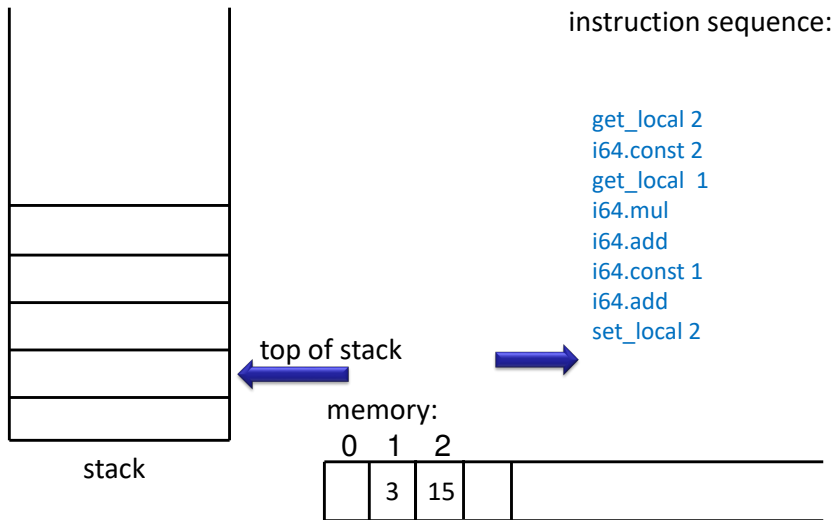 instruction sequence:
get_local 2
i64.const 2
get_local 1
i64.mul
i64.add
i64.const 1
i64.add
set_local 2
top of stack
memory:
0 1 2
stack
3 15